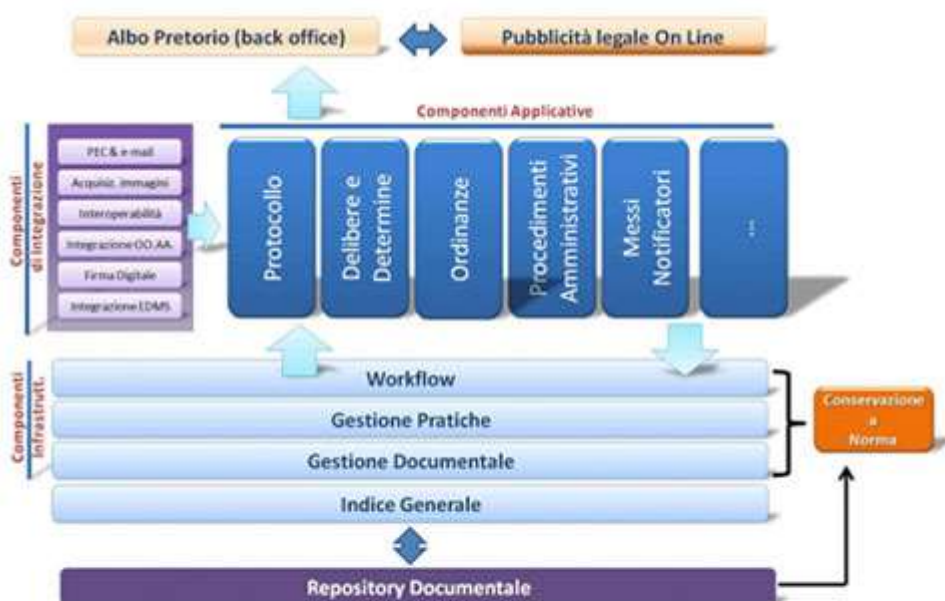 Albo Pretorio (back office)
Pubblicità legale On Line
Componenti Applicative
Componenti
di integrazione
PEC & e-mail
Acquisiz. immagini
Interoperabilità
Integrazione OO.AA.
Firma Digitale
Integrazione EDMS
Protocollo
Delibere e
Determine
Ordinanze
Procedimenti
Amministrativi
Messi
Notificatori
...
Componenti
infrastrutt.
Workflow
Gestione Pratiche
Gestione Documentale
Indice Generale
Conservazione
a
Norma
Repository Documentale